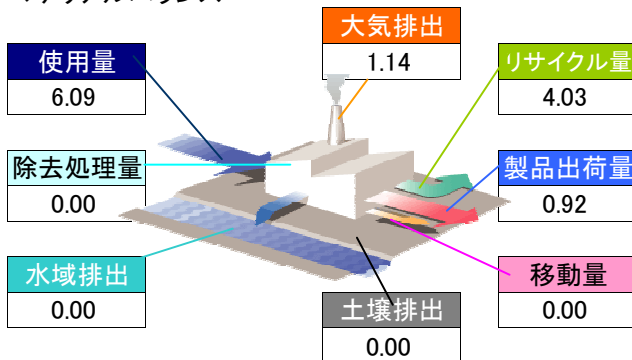 大気排出
1.14
使用量
6.09
リサイクル量
4.03
除去処理量
0.00
製品出荷量
0.92
水域排出
0.00
移動量
0.00
土壌排出
0.00